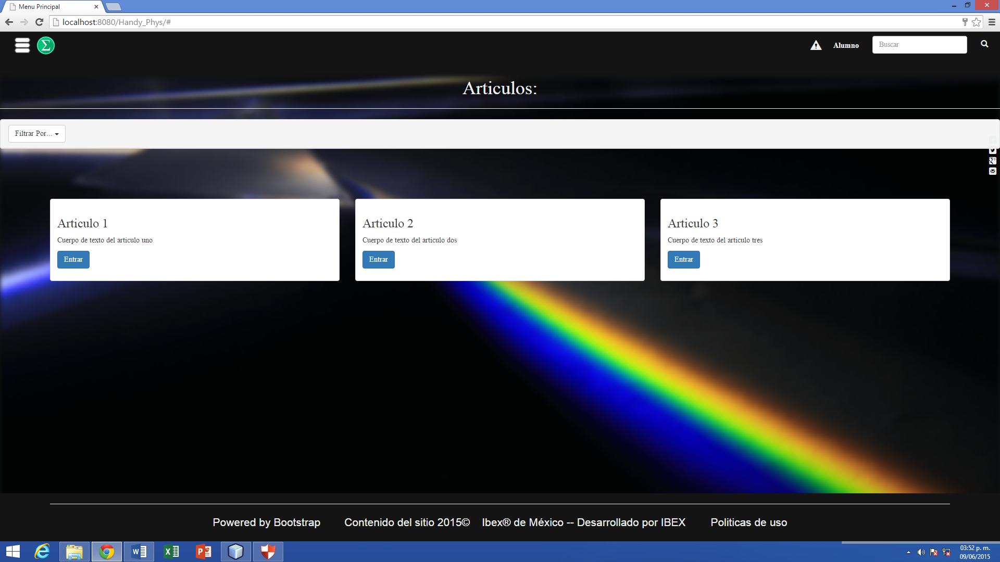 Menu Principal
localhost:8080/Handy_Phys/#
Σ
Alumno
Buscar
Articulos:
Filtrar Por...
Articulo 1
Cuerpo de texto del articulo uno
Entrar
Articulo 2
Cuerpo de texto del articulo dos
Entrar
Articulo 3
Cuerpo de texto del articulo tres
Entrar
Powered by Bootstrap
Contenido del sitio 2015©
Ibex® de México -- Desarrollado por IBEX
Politicas de uso
03:52 p. m.
09/06/2015